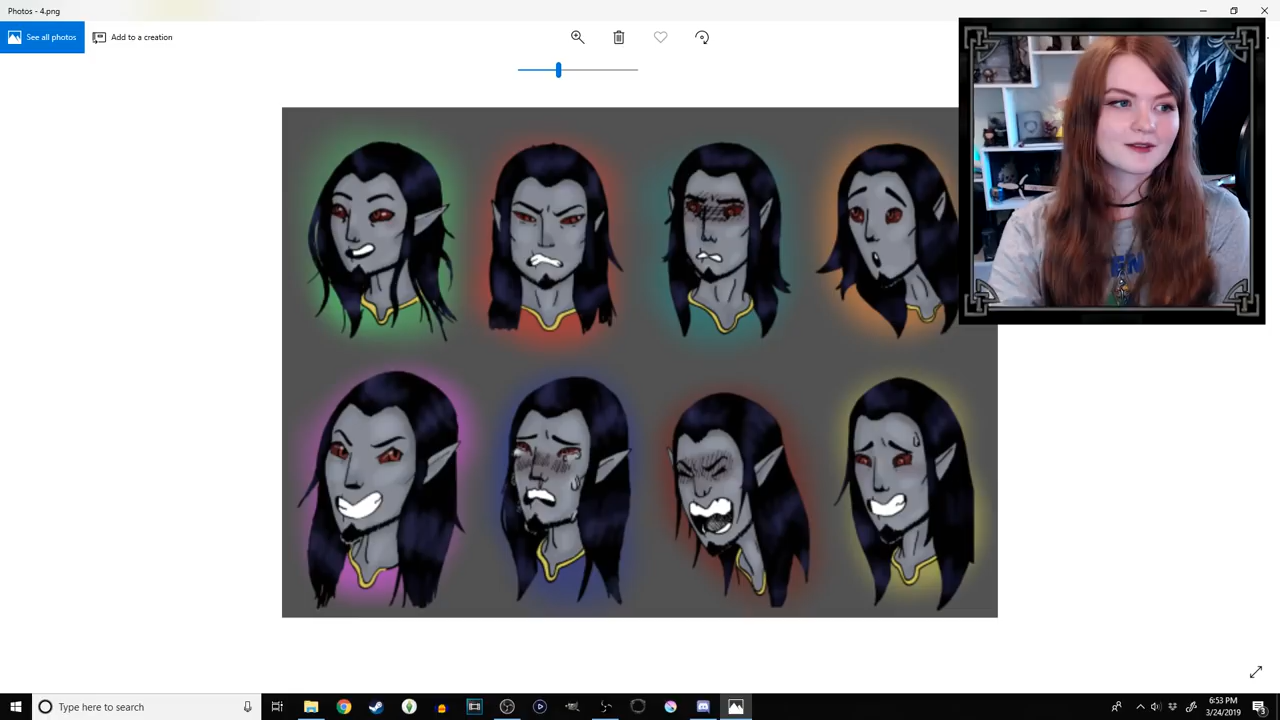 Photos - 4.png
See all photos
Add to a creation
Type here to search
6:53 PM
3/24/2019
3